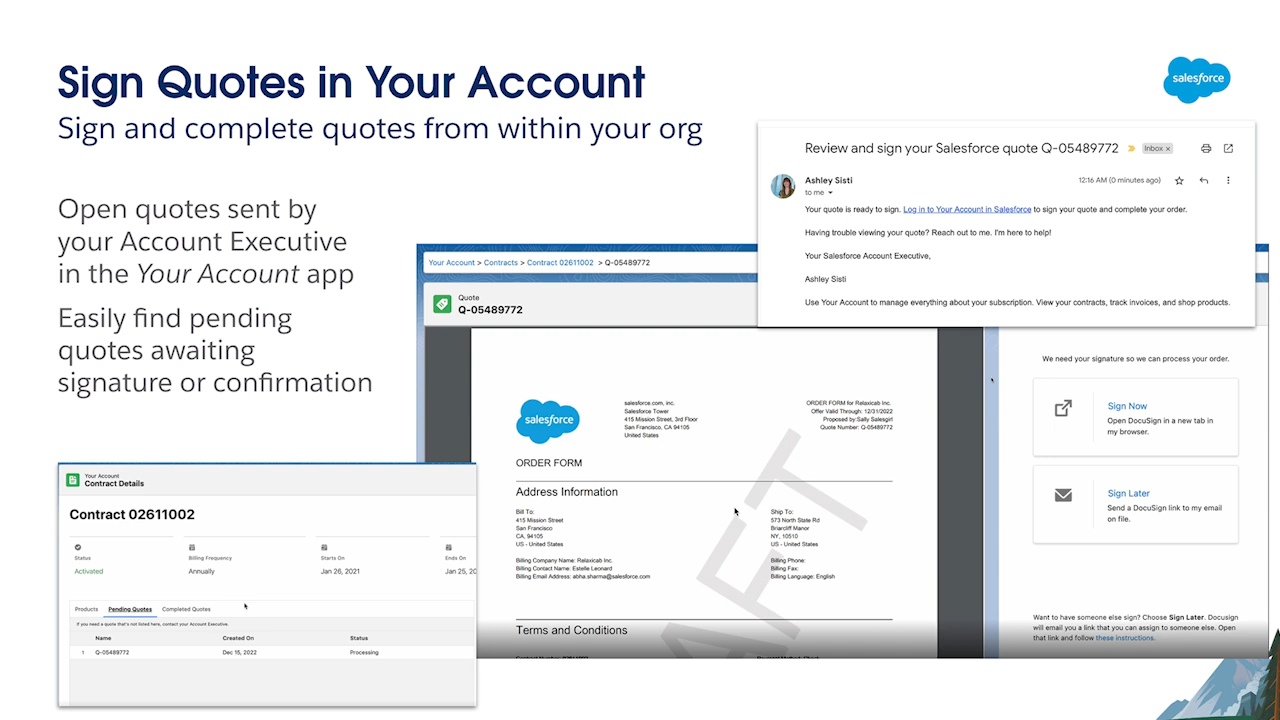 Sign Quotes in Your Account
Sign and complete quotes from within your org
salesforce
Open quotes sent by
your Account Executive
in the Your Account app
Easily find pending
quotes awaiting
signature or confirmation
Review and sign your Salesforce quote Q-05489772
Inbox x
Ashley Sisti
to me
12:16 AM (0 minutes ago)
Your quote is ready to sign. Log in to Your Account in Salesforce to sign your quote and complete your order.
Having trouble viewing your quote? Reach out to me. I'm here to help!
Your Salesforce Account Executive,
Ashley Sisti
Use Your Account to manage everything about your subscription. View your contracts, track invoices, and shop products.
Your Account > Contracts > Contract 02611002 > Q-05489772
Quote
Q-05489772
salesforce
salesforce.com, inc.
Salesforce Tower
415 Mission Street, 3rd Floor
San Francisco, CA 94105
United States
ORDER FORM for Relaxicab Inc.
Offer Valid Through: 12/31/2022
Proposed by: Sally Salesgirl
Quote Number: Q-05489772
ORDER FORM
Address Information
Bill To:
415 Mission Street
San Francisco
CA, 94105
US - United States
Billing Company Name: Relaxicab Inc.
Billing Contact Name: Estelle Leonard
Billing Email Address: abha.sharma@salesforce.com
Ship To:
573 North State Rd
Briarcliff Manor
NY, 10510
US - United States
Billing Phone:
Billing Fax:
Billing Language: English
Terms and Conditions
AFT
We need your signature so we can process your order.
Sign Now
Open DocuSign in a new tab in
my browser.
Sign Later
Send a DocuSign link to my email
on file.
Want to have someone else sign? Choose Sign Later. Docusign
will email you a link that you can assign to someone else. Open
that link and follow these instructions.
Your Account
Contract Details
Contract 02611002
Status
Activated
Billing Frequency
Annually
Starts On
Jan 26, 2021
Ends On
Jan 25, 20
Products Pending Quotes Completed Quotes
If you need a quote that's not listed here, contact your Account Executive.
Name Created On Status
1 Q-05489772 Dec 15, 2022 Processing